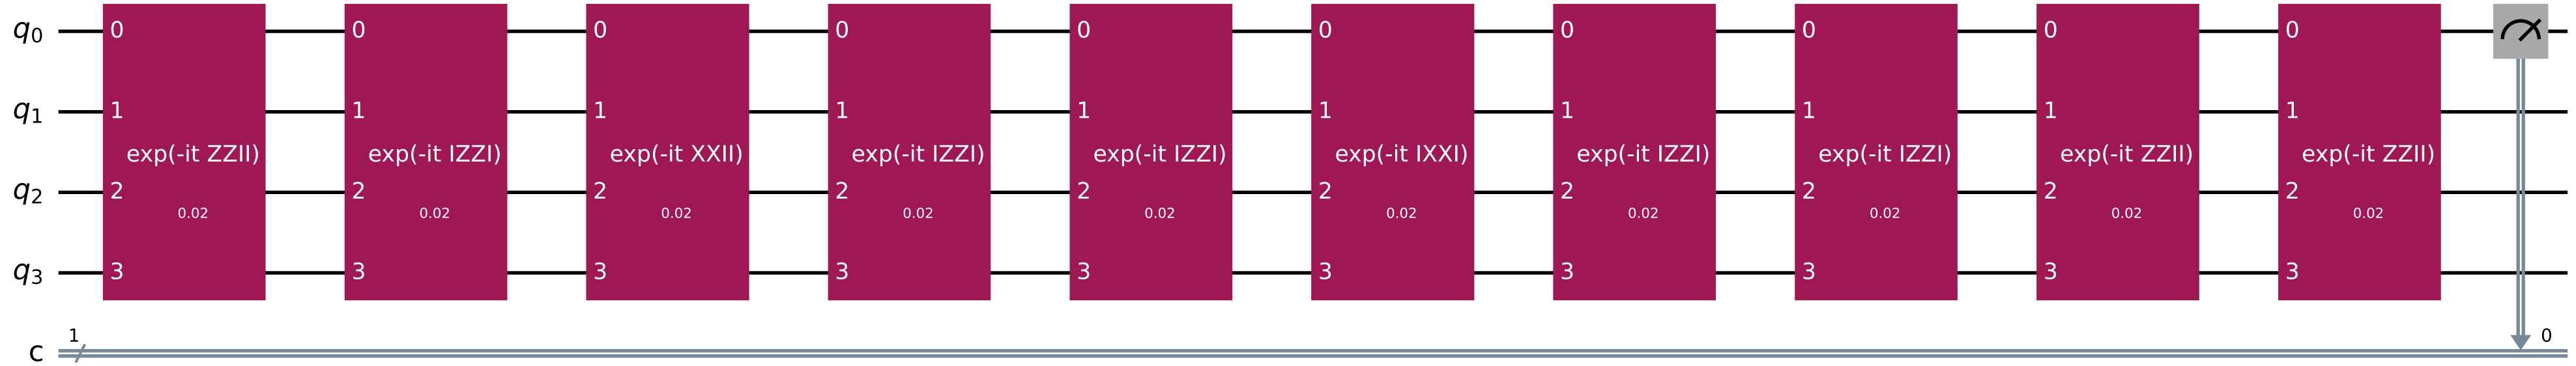 q0 0 0 0 0 0 0 0 0 0 0
q1 1 1 1 1 1 1 1 1 1 1
exp(-it ZZII) exp(-it IZZI) exp(-it XXII) exp(-it IZZI) exp(-it IZZI) exp(-it IXXI) exp(-it IZZI) exp(-it IZZI) exp(-it ZZII) exp(-it ZZII)
q2 2 2 2 2 2 2 2 2 2 2
0.02 0.02 0.02 0.02 0.02 0.02 0.02 0.02 0.02 0.02
q3 3 3 3 3 3 3 3 3 3 3
1 0
c